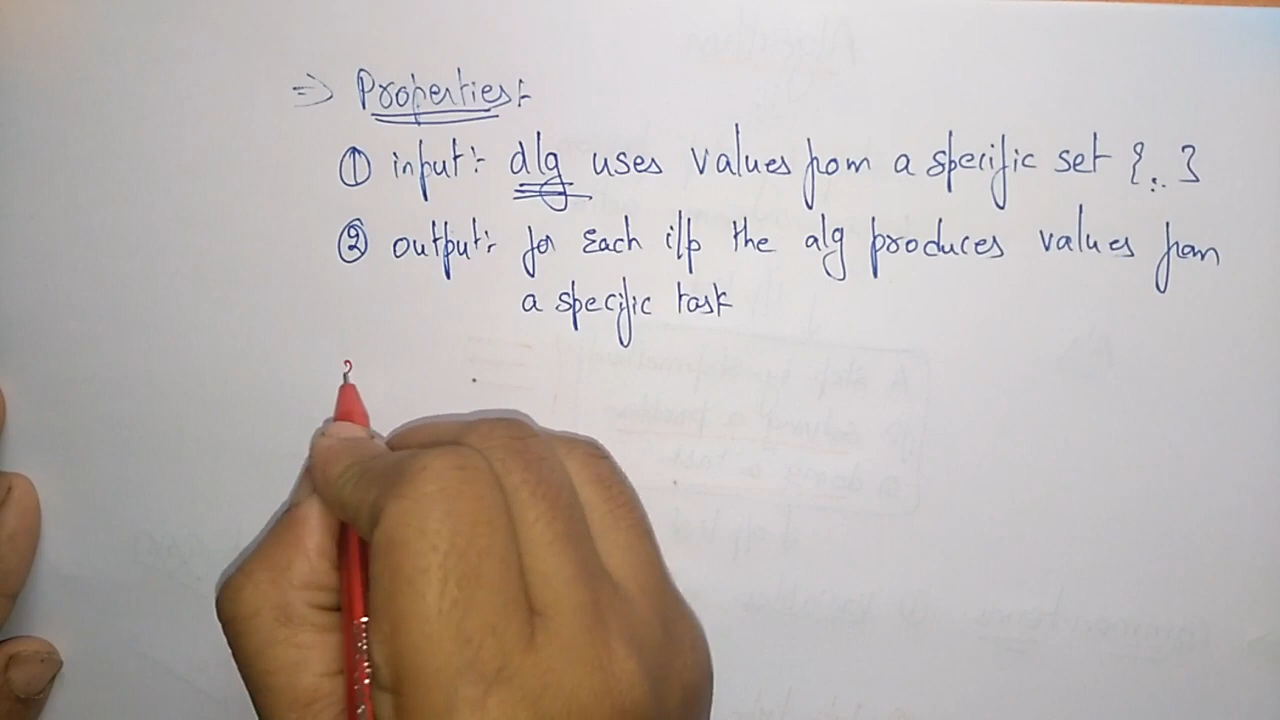 => Properties:-
① input:- alg uses values from a specific set {..}
② output:- for Each i/p the alg produces values from
a specific task